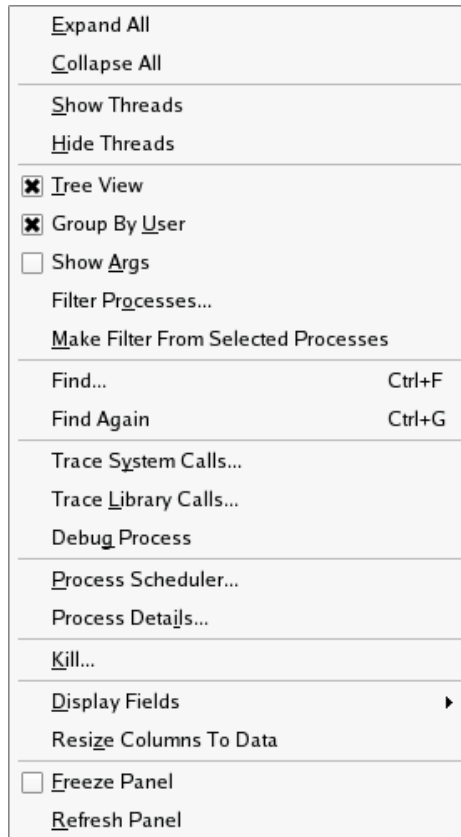 Expand All
Collapse All
Show Threads
Hide Threads
Tree View
Group By User
Show Args
Filter Processes...
Make Filter From Selected Processes
Find... Ctrl+F
Find Again Ctrl+G
Trace System Calls...
Trace Library Calls...
Debug Process
Process Scheduler...
Process Details...
Kill...
Display Fields
Resize Columns To Data
Freeze Panel
Refresh Panel